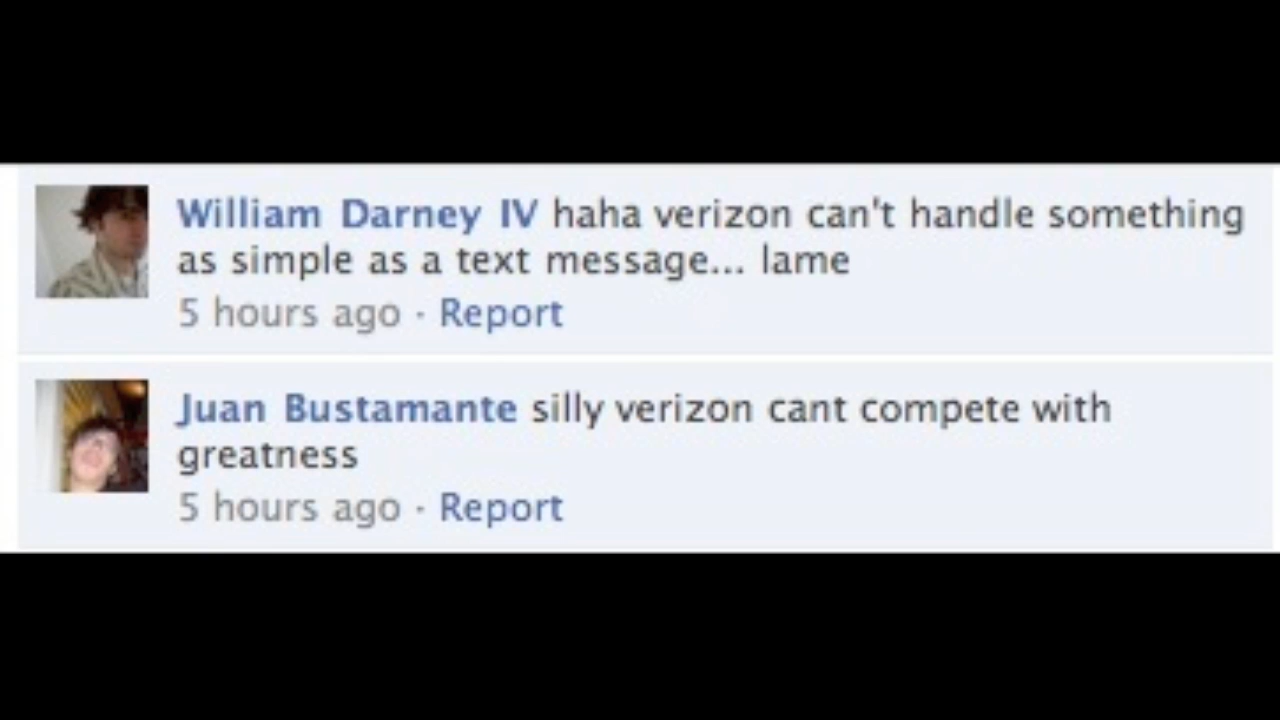 William Darney IV haha verizon can't handle something
as simple as a text message... lame
5 hours ago · Report
Juan Bustamante silly verizon cant compete with
greatness
5 hours ago · Report